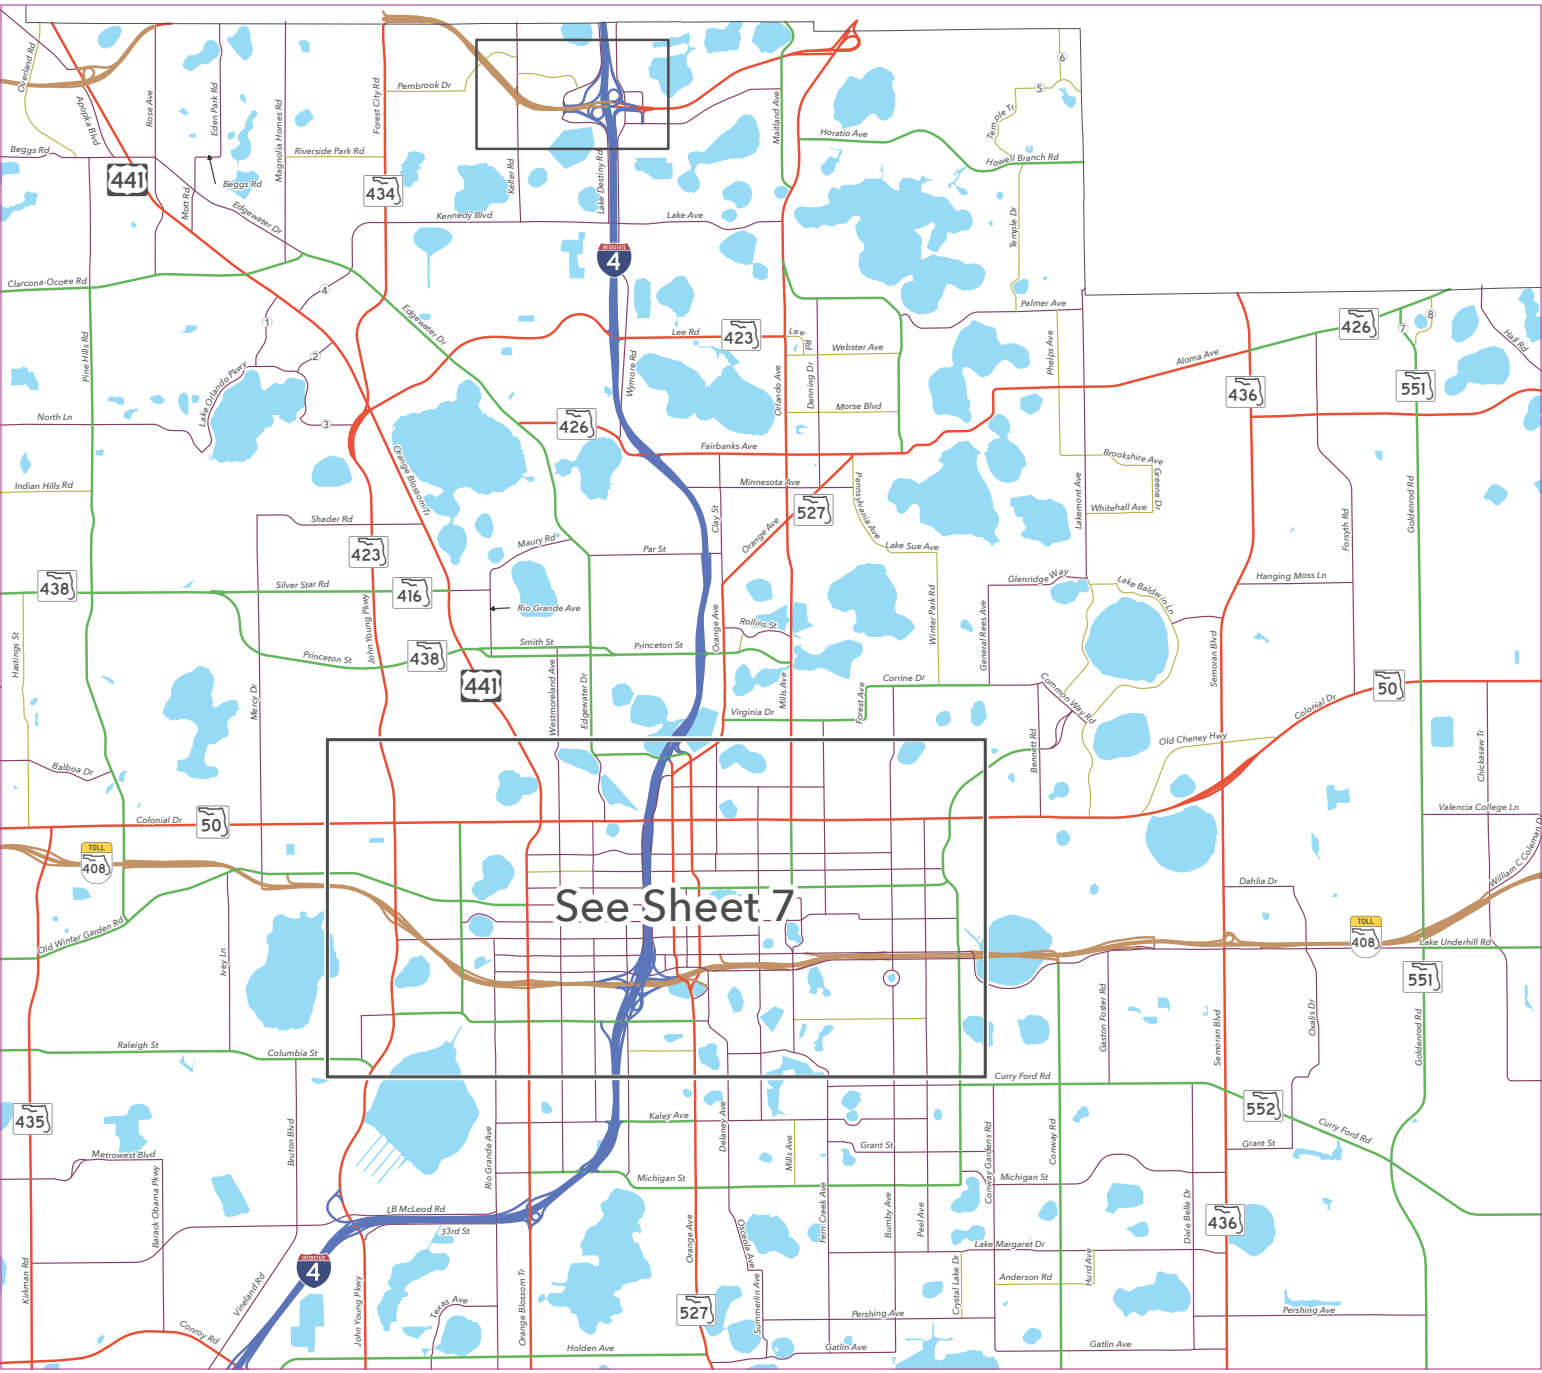 Overland Rd
Apopka Blvd
Rose Ave
Eden Park Rd
Magnolia Homes Rd
Forest City Rd
Pembrook Dr
Keller Rd
Lake Destiny Rd
Maitland Ave
Horatio Ave
Temple Tr
5
6
Howell Branch Rd
Beggs Rd
441
Mott Rd
Beggs Rd
Riverside Park Rd
434
Edgewater Dr
Kennedy Blvd
Lake Ave
Temple Dr
INTERSTATE
4
Clarcona-Ocoee Rd
4
1
2
3
Edgewater Dr
Palmer Ave
Lee Rd
423
Lee Rd
Webster Ave
Phelps Ave
Aloma Ave
426
7
8
Hall Rd
Pine Hills Rd
Lake Orlando Pkwy
Wymore Rd
Orlando Ave
Denning Dr
Morse Blvd
436
551
North Ln
426
Fairbanks Ave
Orange Blossom Tr
Brookshire Ave
Greene Dr
Indian Hills Rd
Minnesota Ave
527
Pennsylvania Ave
Lakemont Ave
Whitehall Ave
Goldenrod Rd
Forsyth Rd
Shader Rd
423
Maury Rd
Par St
Clay St
Orange Ave
Lake Sue Ave
438
Silver Star Rd
416
Rio Grande Ave
Glenridge Way
Lake Baldwin Ln
Hanging Moss Ln
Hastings St
John Young Pkwy
Princeton St
438
Smith St
Princeton St
Orange Ave
Rollins St
Winter Park Rd
General Rees Ave
Semoran Blvd
441
Mercy Dr
Westmoreland Ave
Edgewater Dr
Mills Ave
Virginia Dr
Forest Ave
Corrine Dr
Common Way Rd
Bennett Rd
Old Cheney Hwy
Colonial Dr
50
Chickasaw Tr
Balboa Dr
Colonial Dr
50
Valencia College Ln
William C Coleman D
TOLL
408
See Sheet 7
Dahlia Dr
TOLL
408
Lake Underhill Rd
Old Winter Garden Rd
Ivey Ln
551
Gaston Foster Rd
Semoran Blvd
Oxalis Dr
Goldenrod Rd
Raleigh St
Columbia St
Curry Ford Rd
435
552
Curry Ford Rd
Kaley Ave
Delaney Ave
Mills Ave
Grant St
Conway Gardens Rd
Conway Rd
Grant St
Bruton Blvd
Rio Grande Ave
Metrowest Blvd
Barack Obama Pkwy
Michigan St
Michigan St
Fern Creek Ave
Bumby Ave
Peel Ave
Dixie Belle Dr
436
LB McLeod Rd
33rd St
Orange Ave
Osceola Ave
Lake Margaret Dr
INTERSTATE
4
Kirkman Rd
Vineland Rd
Conroy Rd
John Young Pkwy
Texas Ave
Orange Blossom Tr
527
Summerlin Ave
Crystal Lake Dr
Anderson Rd
Hurd Ave
Pershing Ave
Pershing Ave
Holden Ave
Gatlin Ave
Gatlin Ave